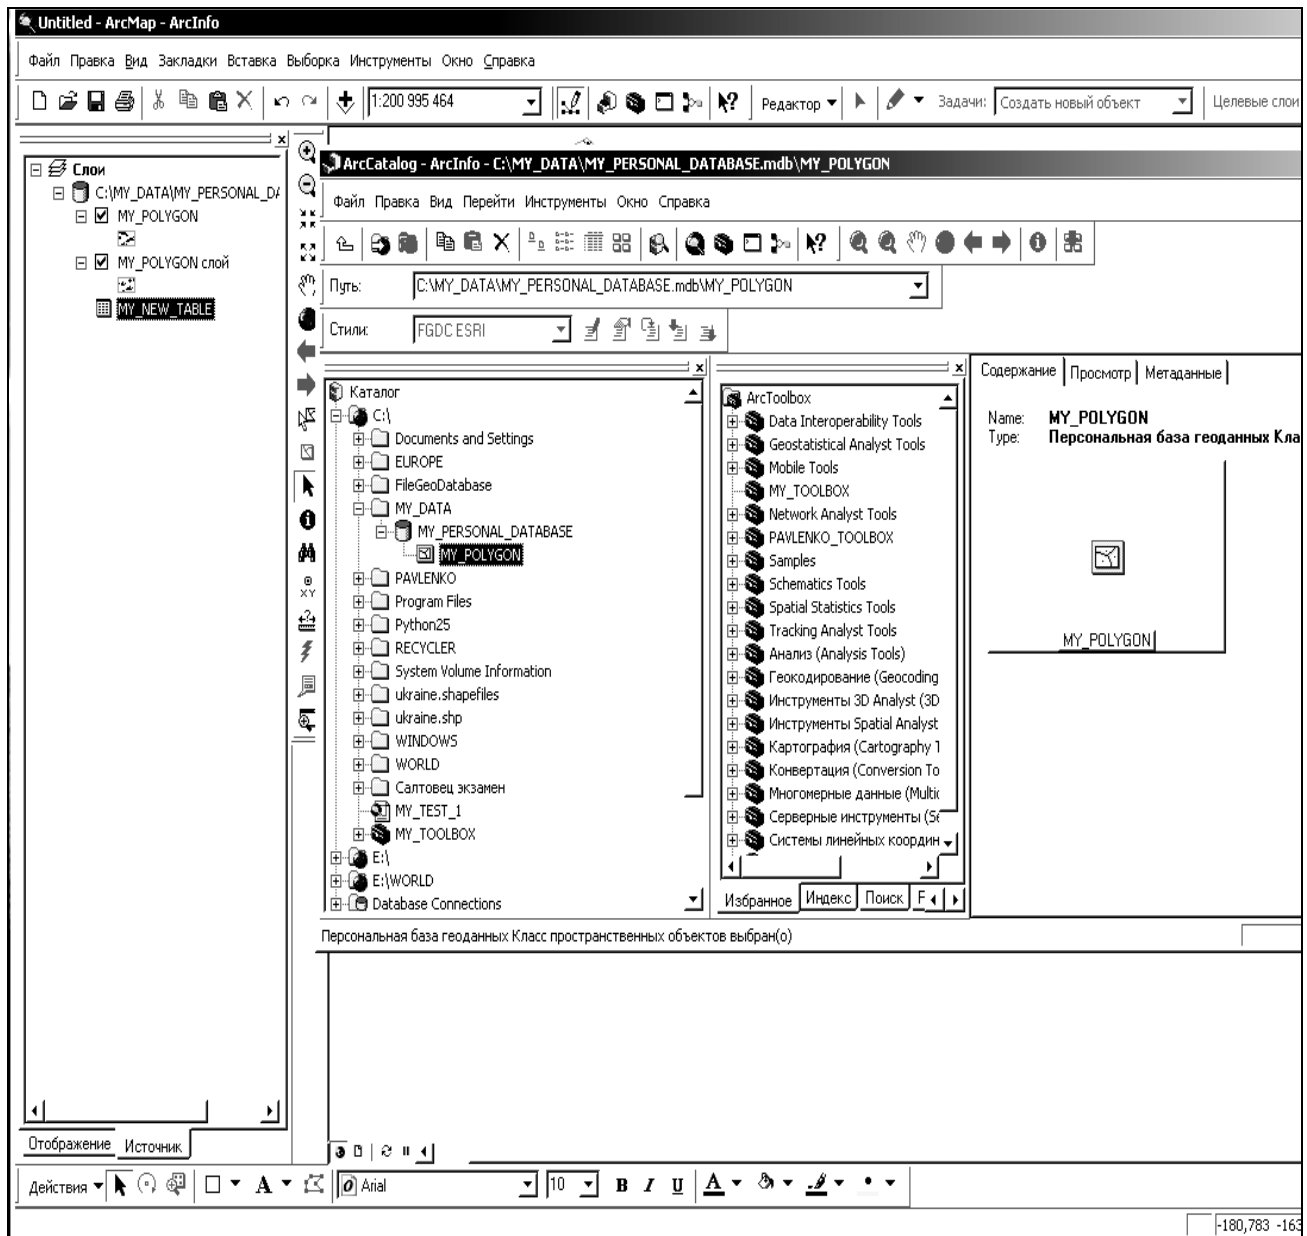 Untitled - ArcMap - ArcInfo
Файл Правка Вид Закладки Вставка Выборка Инструменты Окно Справка
1:200 995 464
Редактор
Задачи:
Создать новый объект
Целевые слои
Слои
C:\MY_DATA\MY_PERSONAL_DA
MY_POLYGON
MY_POLYGON слой
MY_NEW_TABLE
ArcCatalog - ArcInfo - C:\MY_DATA\MY_PERSONAL_DATABASE.mdb\MY_POLYGON
Файл Правка Вид Перейти Инструменты Окно Справка
Путь:
C:\MY_DATA\MY_PERSONAL_DATABASE.mdb\MY_POLYGON
Стили:
FGDC ESRI
Каталог
C:\
Documents and Settings
EUROPE
FileGeoDatabase
MY_DATA
MY_PERSONAL_DATABASE
MY_POLYGON
PAVLENKO
Program Files
Python25
RECYCLER
System Volume Information
ukraine.shapefiles
ukraine.shp
WINDOWS
WORLD
Салтовец экзамен
MY_TEST_1
MY_TOOLBOX
E:\
E:\WORLD
Database Connections
ArcToolbox
Data Interoperability Tools
Geostatistical Analyst Tools
Mobile Tools
MY_TOOLBOX
Network Analyst Tools
PAVLENKO_TOOLBOX
Samples
Schematics Tools
Spatial Statistics Tools
Tracking Analyst Tools
Анализ (Analysis Tools)
Геокодирование (Geocoding
Инструменты 3D Analyst (3D
Инструменты Spatial Analyst
Картография (Cartography T
Конвертация (Conversion To
Многомерные данные (Multic
Серверные инструменты (Se
Системы линейных координ
Избранное Индекс Поиск
Содержание Просмотр Метаданные
Name: MY_POLYGON
Type: Персональная база геоданных Кла
MY_POLYGON
Персональная база геоданных Класс пространственных объектов выбран(о)
Отображение Источник
Действия
A
Arial
10
B I U
A
-180,783 -163